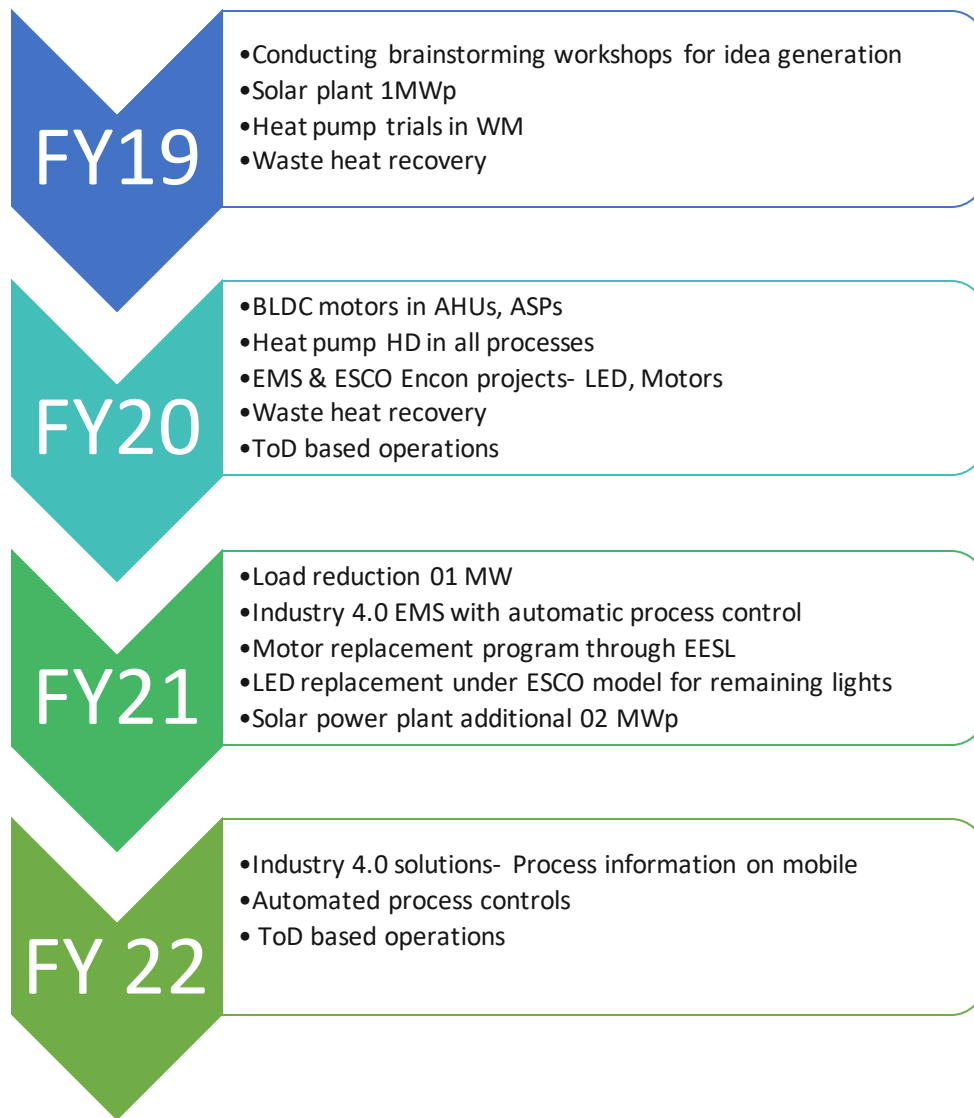 FY19
•Conducting brainstorming workshops for idea generation
•Solar plant 1MWp
•Heat pump trials in WM
•Waste heat recovery
FY20
•BLDC motors in AHUs, ASPs
•Heat pump HD in all processes
•EMS & ESCO Encon projects- LED, Motors
•Waste heat recovery
•ToD based operations
FY21
•Load reduction 01 MW
•Industry 4.0 EMS with automatic process control
•Motor replacement program through EESL
•LED replacement under ESCO model for remaining lights
•Solar power plant additional 02 MWp
FY 22
•Industry 4.0 solutions- Process information on mobile
•Automated process controls
• ToD based operations